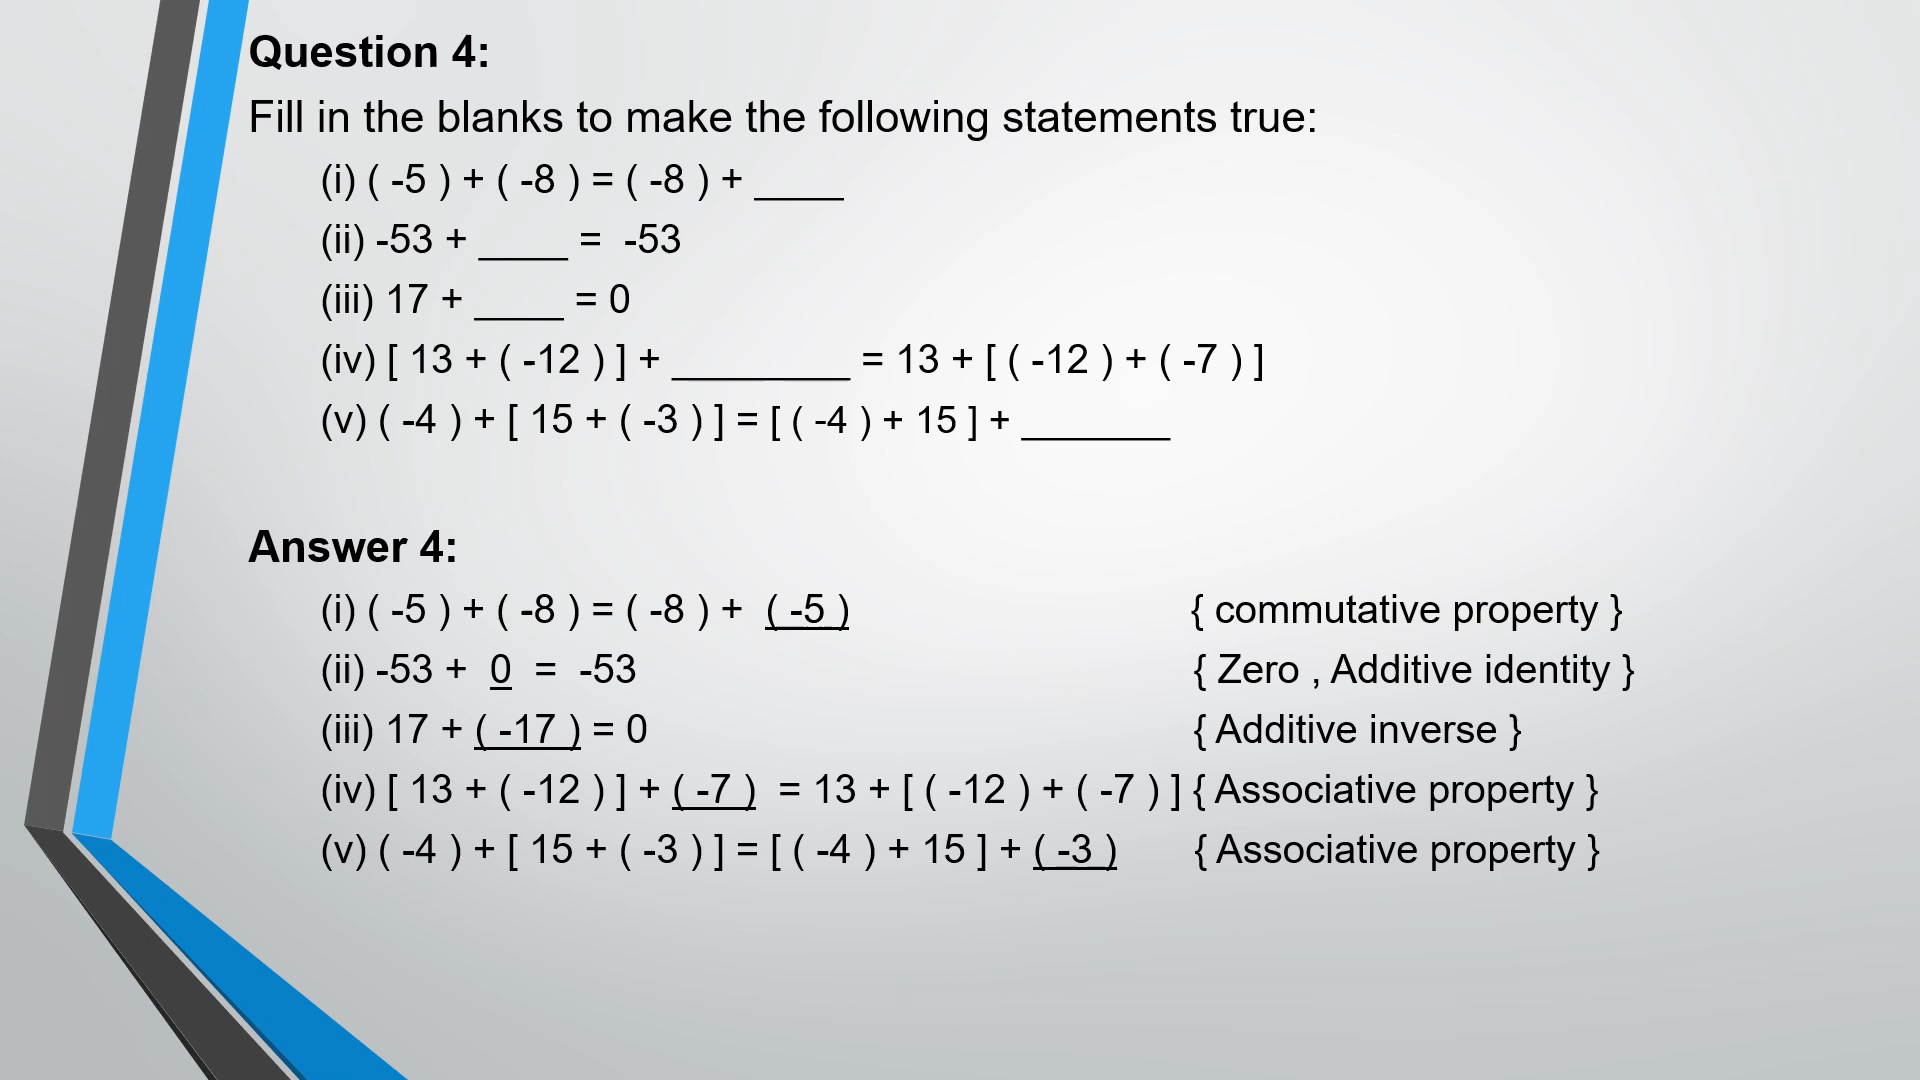 Question 4:
Fill in the blanks to make the following statements true:
(i) ( -5 ) + ( -8 ) = ( -8 ) + ____
(ii) -53 + ____ = -53
(iii) 17 + ____ = 0
(iv) [ 13 + ( -12 ) ] + ________ = 13 + [ ( -12 ) + ( -7 ) ]
(v) ( -4 ) + [ 15 + ( -3 ) ] = [ ( -4 ) + 15 ] + _______
Answer 4:
(i) ( -5 ) + ( -8 ) = ( -8 ) + ( -5 ) { commutative property }
(ii) -53 + 0 = -53 { Zero , Additive identity }
(iii) 17 + ( -17 ) = 0 { Additive inverse }
(iv) [ 13 + ( -12 ) ] + ( -7 ) = 13 + [ ( -12 ) + ( -7 ) ] { Associative property }
(v) ( -4 ) + [ 15 + ( -3 ) ] = [ ( -4 ) + 15 ] + ( -3 ) { Associative property }